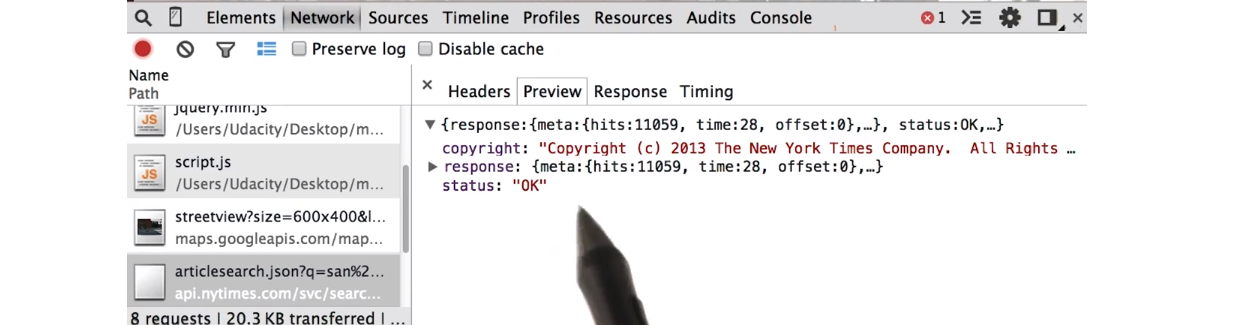 Elements Network Sources Timeline Profiles Resources Audits Console 1
Preserve log Disable cache
Name
Path
jquery.min.js
/Users/Udacity/Desktop/m...
script.js
/Users/Udacity/Desktop/m...
streetview?size=600x400&l...
maps.googleapis.com/map...
articlesearch.json?q=san%2...
api.nytimes.com/svc/searc...
8 requests | 20.3 KB transferred | ...
Headers Preview Response Timing
{response:{meta:{hits:11059, time:28, offset:0},…}, status:OK,…}
copyright: "Copyright (c) 2013 The New York Times Company.  All Rights …
response: {meta:{hits:11059, time:28, offset:0},…}
status: "OK"